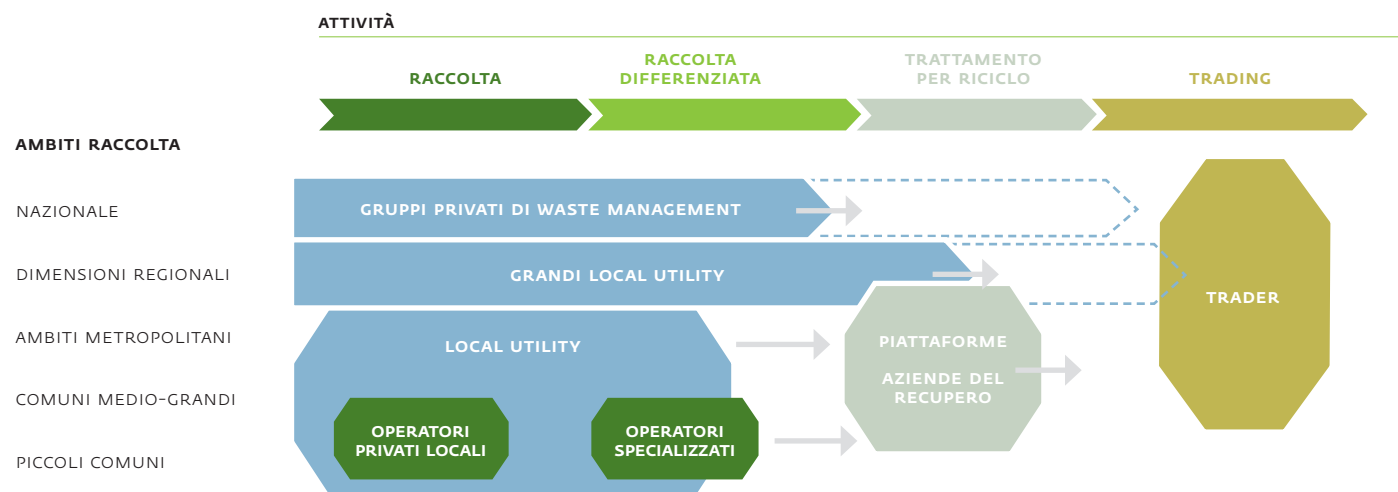 ATTIVITÀ
RACCOLTA
RACCOLTA
DIFFERENZIATA
TRATTAMENTO
PER RICICLO
TRADING
AMBITI RACCOLTA
NAZIONALE
GRUPPI PRIVATI DI WASTE MANAGEMENT
DIMENSIONI REGIONALI
GRANDI LOCAL UTILITY
TRADER
AMBITI METROPOLITANI
LOCAL UTILITY
PIATTAFORME
AZIENDE DEL
RECUPERO
COMUNI MEDIO-GRANDI
OPERATORI
PRIVATI LOCALI
OPERATORI
SPECIALIZZATI
PICCOLI COMUNI